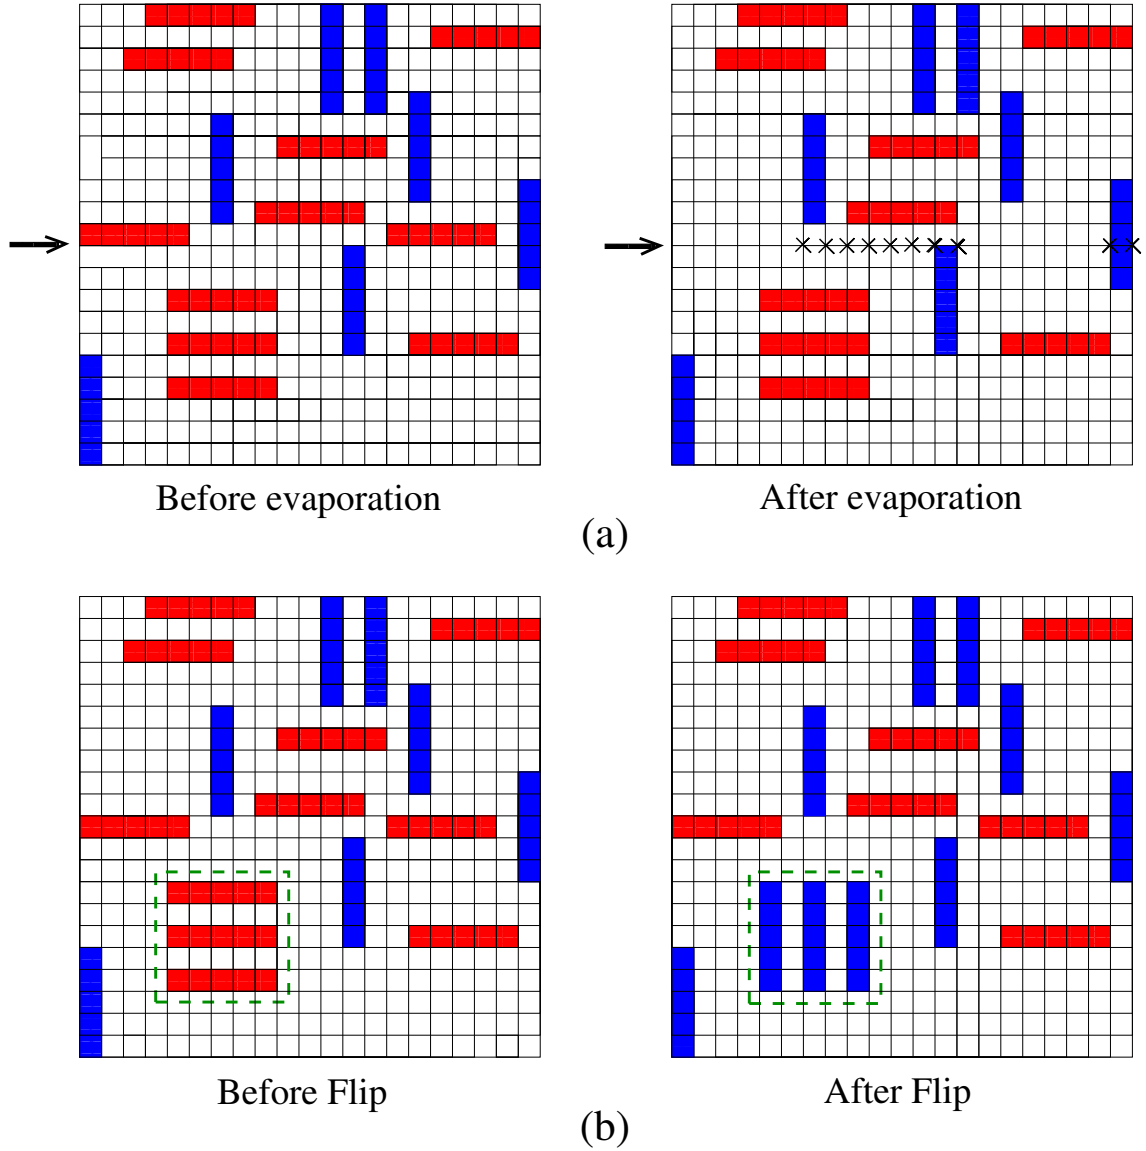 Before evaporation
After evaporation
(a)
Before Flip
After Flip
(b)